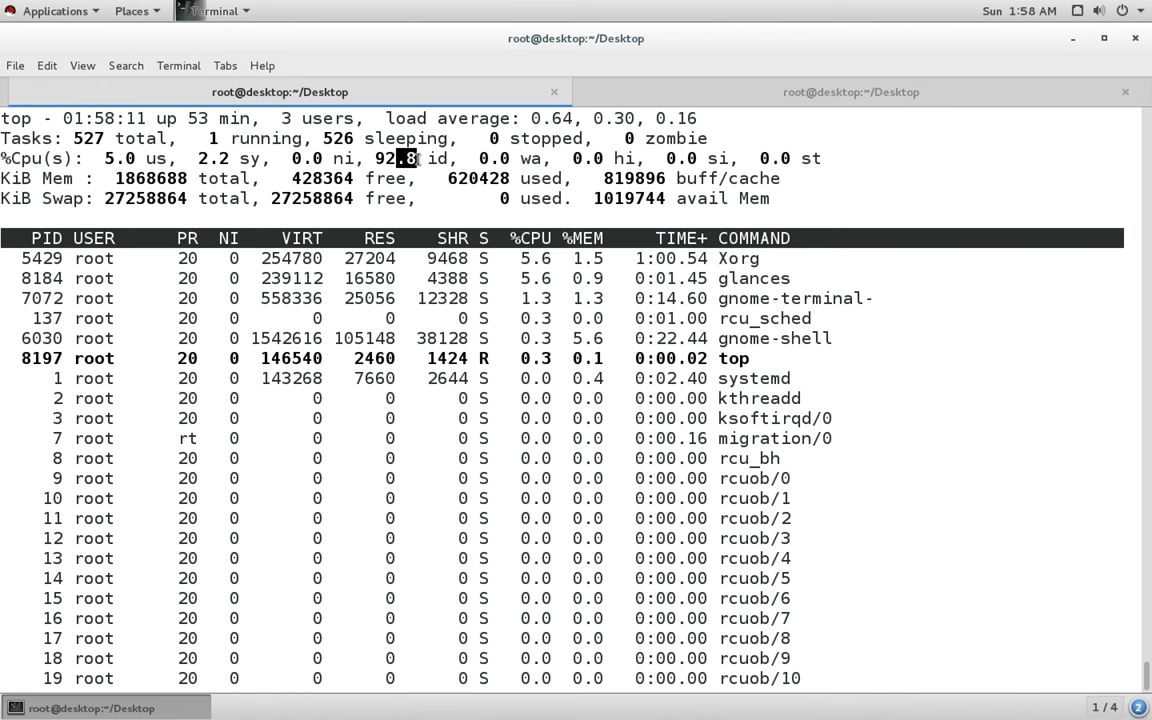 Applications Places Terminal Sun 1:58 AM
root@desktop:~/Desktop
File Edit View Search Terminal Tabs Help
root@desktop:~/Desktop × root@desktop:~/Desktop ×
top - 01:58:11 up 53 min, 3 users, load average: 0.64, 0.30, 0.16
Tasks: 527 total, 1 running, 526 sleeping, 0 stopped, 0 zombie
%Cpu(s): 5.0 us, 2.2 sy, 0.0 ni, 92.8 id, 0.0 wa, 0.0 hi, 0.0 si, 0.0 st
KiB Mem : 1868688 total, 428364 free, 620428 used, 819896 buff/cache
KiB Swap: 27258864 total, 27258864 free, 0 used. 1019744 avail Mem
PID USER PR NI VIRT RES SHR S %CPU %MEM TIME+ COMMAND
5429 root 20 0 254780 27204 9468 S 5.6 1.5 1:00.54 Xorg
8184 root 20 0 239112 16580 4388 S 5.6 0.9 0:01.45 glances
7072 root 20 0 558336 25056 12328 S 1.3 1.3 0:14.60 gnome-terminal-
137 root 20 0 0 0 0 S 0.3 0.0 0:01.00 rcu_sched
6030 root 20 0 1542616 105148 38128 S 0.3 5.6 0:22.44 gnome-shell
8197 root 20 0 146540 2460 1424 R 0.3 0.1 0:00.02 top
1 root 20 0 143268 7660 2644 S 0.0 0.4 0:02.40 systemd
2 root 20 0 0 0 0 S 0.0 0.0 0:00.00 kthreadd
3 root 20 0 0 0 0 S 0.0 0.0 0:00.00 ksoftirqd/0
7 root rt 0 0 0 0 S 0.0 0.0 0:00.16 migration/0
8 root 20 0 0 0 0 S 0.0 0.0 0:00.00 rcu_bh
9 root 20 0 0 0 0 S 0.0 0.0 0:00.00 rcuob/0
10 root 20 0 0 0 0 S 0.0 0.0 0:00.00 rcuob/1
11 root 20 0 0 0 0 S 0.0 0.0 0:00.00 rcuob/2
12 root 20 0 0 0 0 S 0.0 0.0 0:00.00 rcuob/3
13 root 20 0 0 0 0 S 0.0 0.0 0:00.00 rcuob/4
14 root 20 0 0 0 0 S 0.0 0.0 0:00.00 rcuob/5
15 root 20 0 0 0 0 S 0.0 0.0 0:00.00 rcuob/6
16 root 20 0 0 0 0 S 0.0 0.0 0:00.00 rcuob/7
17 root 20 0 0 0 0 S 0.0 0.0 0:00.00 rcuob/8
18 root 20 0 0 0 0 S 0.0 0.0 0:00.00 rcuob/9
19 root 20 0 0 0 0 S 0.0 0.0 0:00.00 rcuob/10
root@desktop:~/Desktop 1 / 4 2